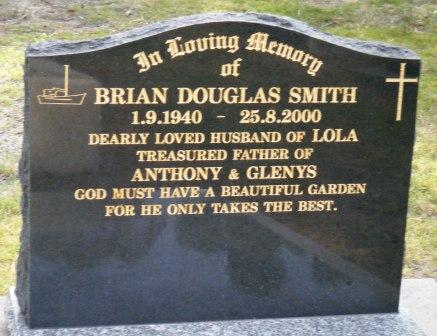 In Loving Memory
of
BRIAN DOUGLAS SMITH
1.9.1940 - 25.8.2000
DEARLY LOVED HUSBAND OF LOLA
TREASURED FATHER OF
ANTHONY & GLENYS
GOD MUST HAVE A BEAUTIFUL GARDEN
FOR HE ONLY TAKES THE BEST.